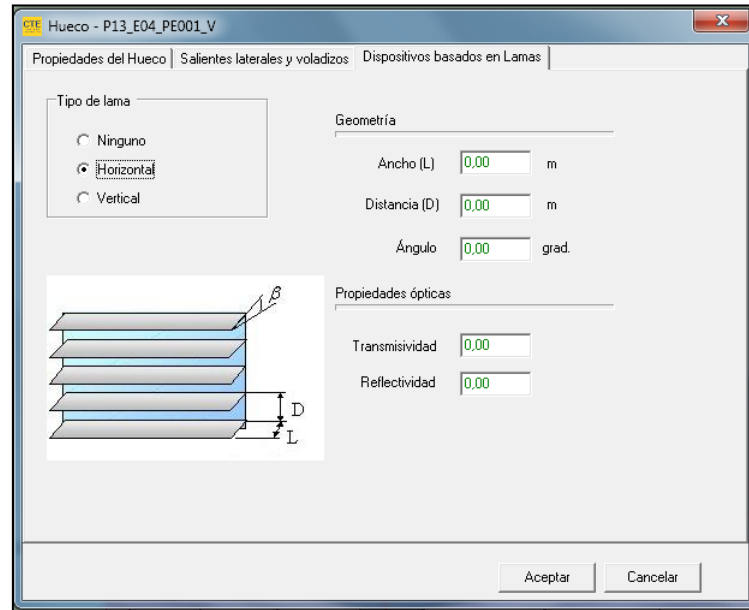 CTE Hueco - P13_E04_PE001_V
Propiedades del Hueco Salientes laterales y voladizos Dispositivos basados en Lamas
Tipo de lama
Ninguno
Horizontal
Vertical
Geometría
Ancho (L) 0,00 m
Distancia (D) 0,00 m
Ángulo 0,00 grad.
β
D
L
Propiedades ópticas
Transmisividad 0,00
Reflectividad 0,00
Aceptar Cancelar